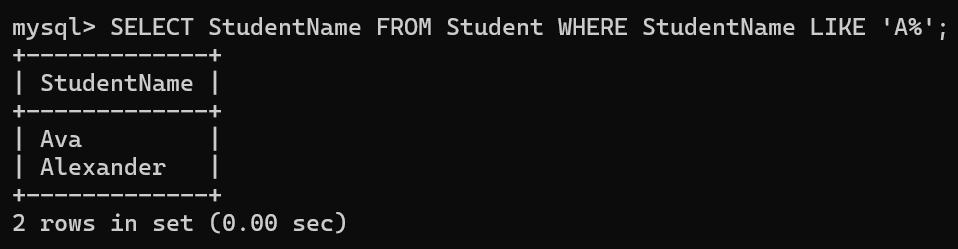 mysql> SELECT StudentName FROM Student WHERE StudentName LIKE 'A%';
+-------------+
| StudentName |
+-------------+
| Ava         |
| Alexander   |
+-------------+
2 rows in set (0.00 sec)